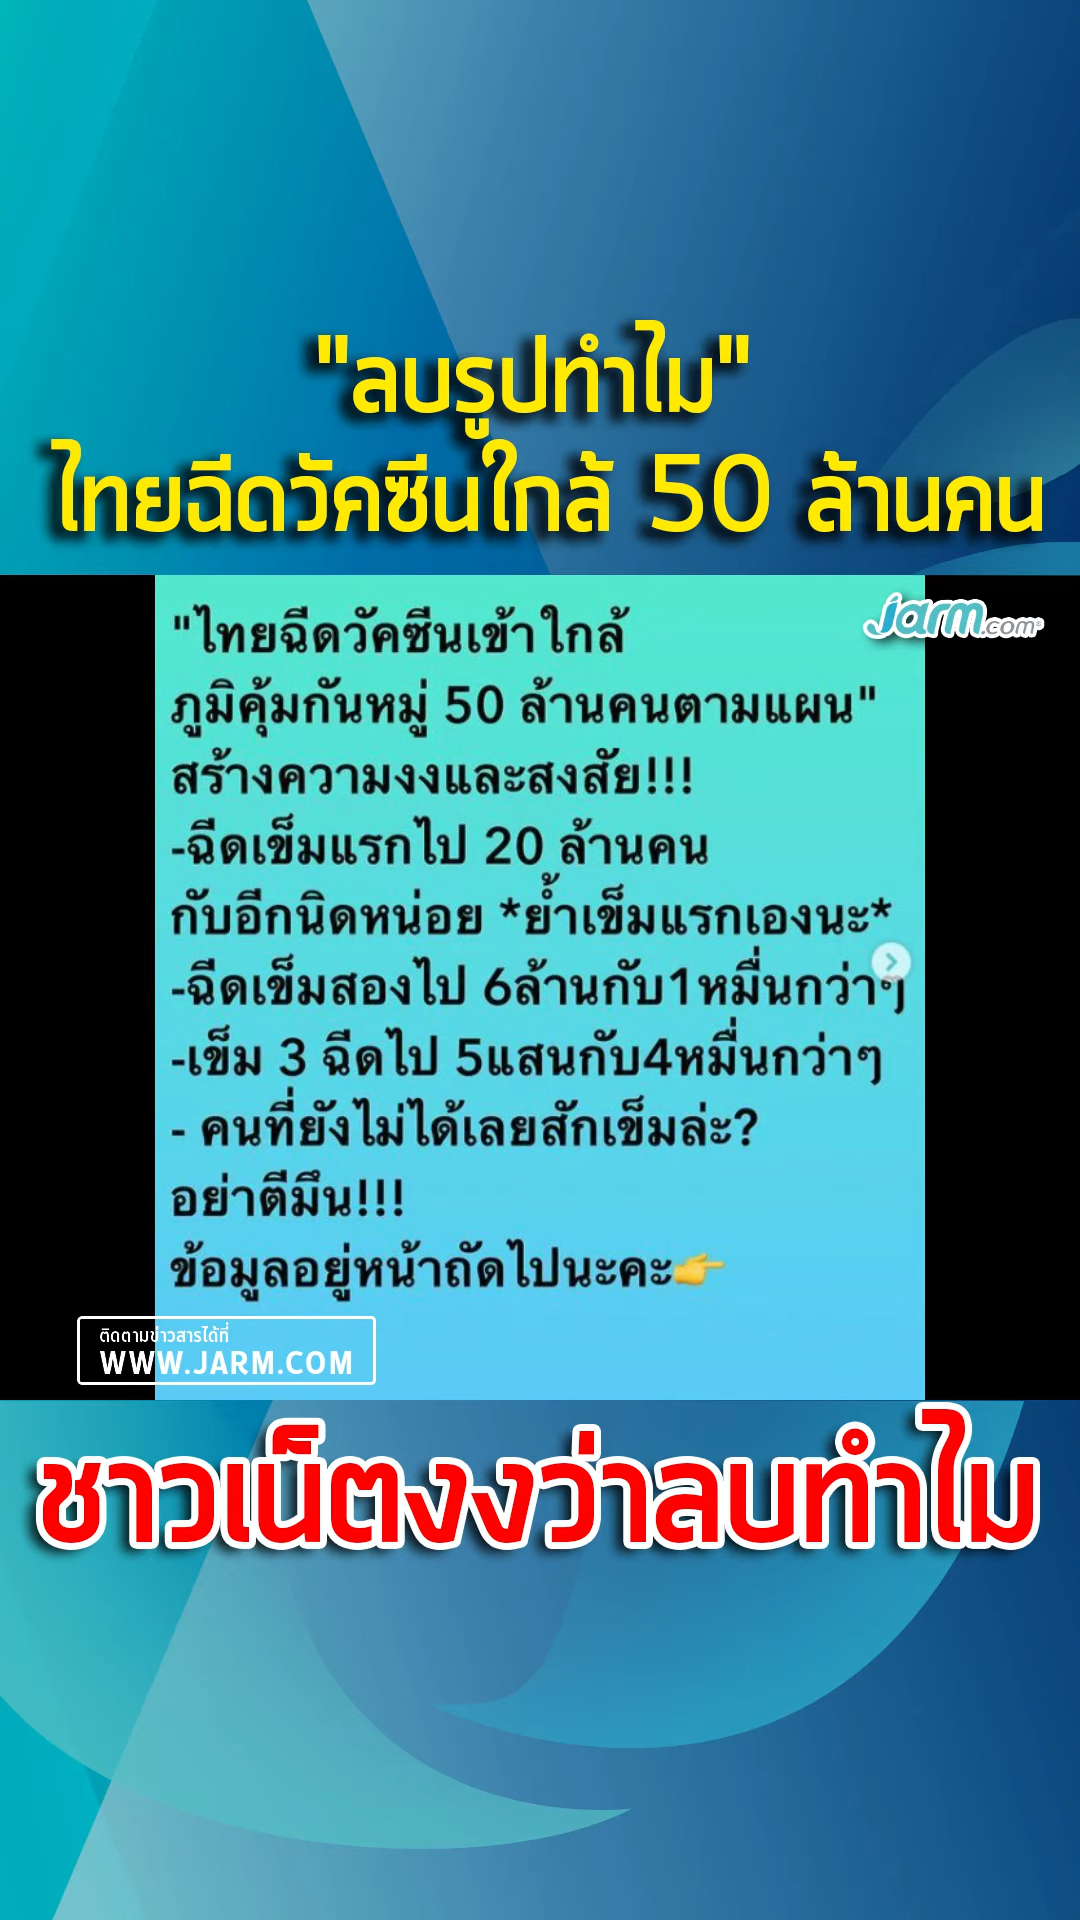 "ลบรูปทำไม"
ไทยฉีดวัคซีนใกล้ 50 ล้านคน
jarm.com
"ไทยฉีดวัคซีนเข้าใกล้
ภูมิคุ้มกันหมู่ 50 ล้านคนตามแผน"
สร้างความงงและสงสัย!!!
-ฉีดเข็มแรกไป 20 ล้านคน
กับอีกนิดหน่อย *ย้ำเข็มแรกเองนะ*
-ฉีดเข็มสองไป 6ล้านกับ1หมื่นกว่าๆ
-เข็ม 3 ฉีดไป 5แสนกับ4หมื่นกว่าๆ
- คนที่ยังไม่ได้เลยสักเข็มล่ะ?
อย่าตีมึน!!!
ข้อมูลอยู่หน้าถัดไปนะคะ👉
ติดตามข่าวสารได้ที่
WWW.JARM.COM
ชาวเน็ตงงว่าลบทำไม